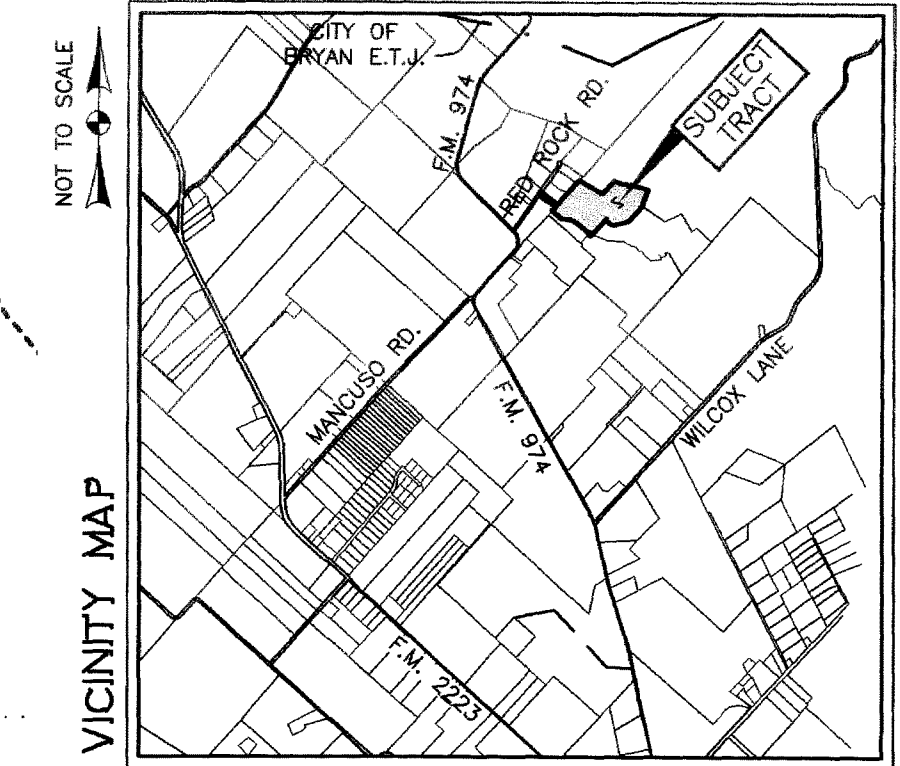 VICINITY MAP
NOT TO SCALE
CITY OF
BRYAN E.T.J.
F.M. 974
RED ROCK RD.
SUBJECT
TRACT
MANCUSO RD.
F.M. 974
WILCOX LANE
F.M. 2223